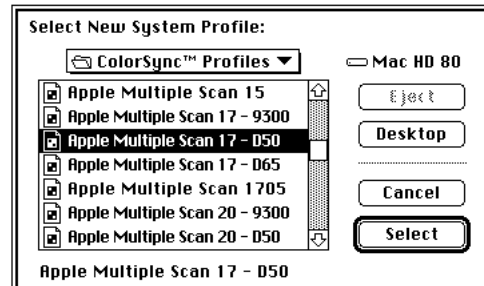 Select New System Profile:
ColorSync™ Profiles
Mac HD 80
Apple Multiple Scan 15
Apple Multiple Scan 17 - 9300
Apple Multiple Scan 17 - D50
Apple Multiple Scan 17 - D65
Apple Multiple Scan 1705
Apple Multiple Scan 20 - 9300
Apple Multiple Scan 20 - D50
Eject
Desktop
Cancel
Select
Apple Multiple Scan 17 - D50